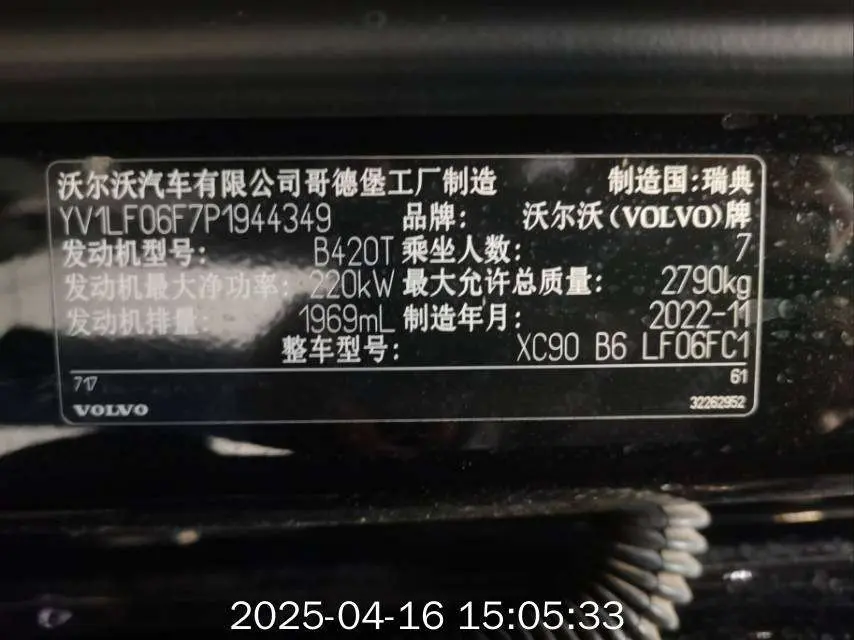 沃尔沃汽车有限公司哥德堡工厂制造 制造国:瑞典
YV1LF06F7P1944349 品牌: 沃尔沃(VOLVO)牌
发动机型号: B420T 乘坐人数: 7
发动机最大净功率: 220kW 最大允许总质量: 2790kg
发动机排量: 1969mL 制造年月: 2022-11
整车型号: XC90 B6 LF06FC1
717 61
VOLVO 32262952
2025-04-16 15:05:33